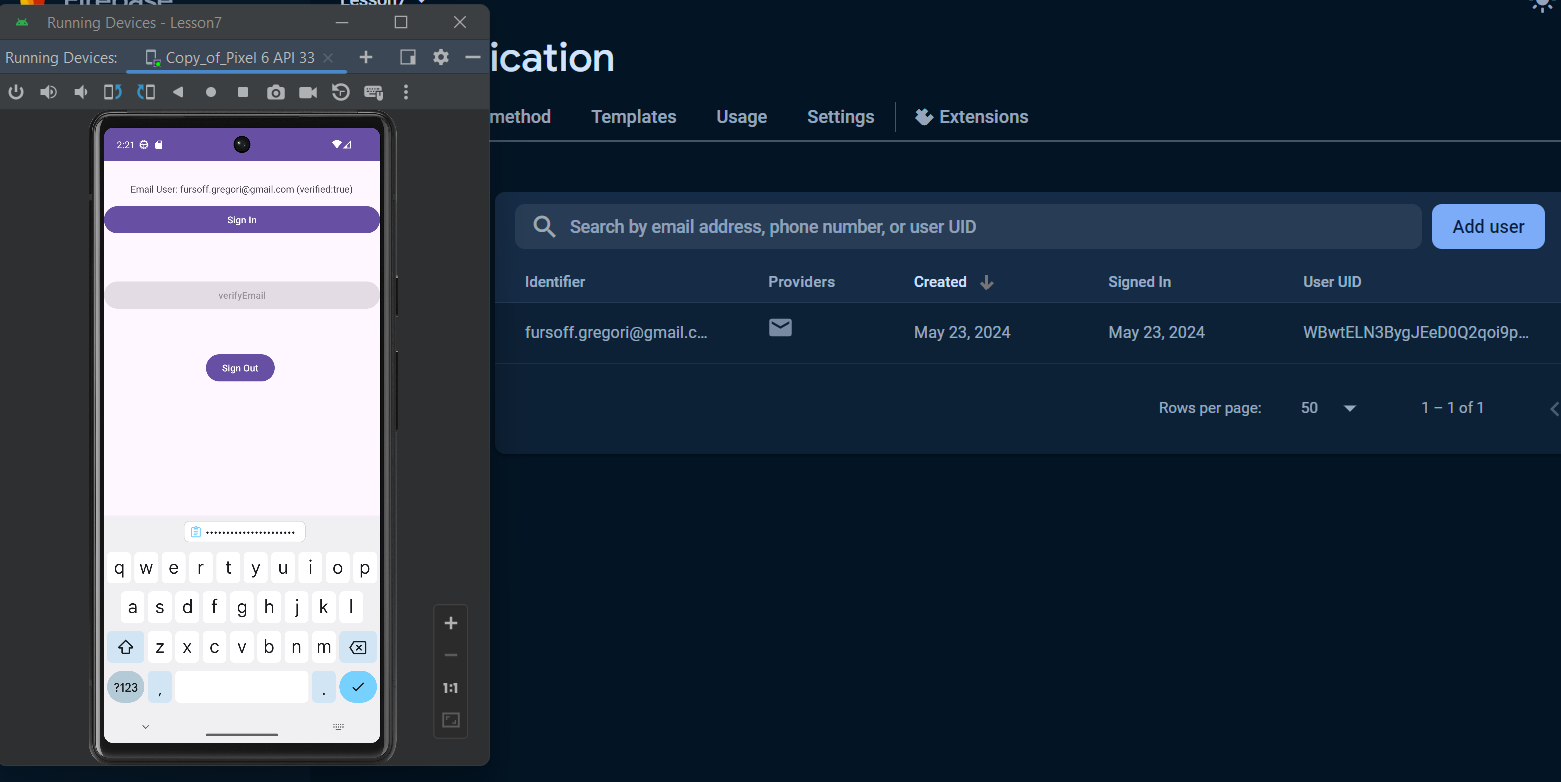 Firebase
Lesson7
Running Devices - Lesson7
Running Devices:
Copy_of_Pixel 6 API 33
2:21
Email User: fursoff.gregori@gmail.com (verified:true)
Sign In
verifyEmail
Sign Out
q w e r t y u i o p
a s d f g h j k l
z x c v b n m
?123 , .
1:1
ication
method
Templates
Usage
Settings
Extensions
Search by email address, phone number, or user UID
Add user
Identifier
Providers
Created
Signed In
User UID
fursoff.gregori@gmail.c...
May 23, 2024
May 23, 2024
WBwtELN3BygJEeD0Q2qoi9p...
Rows per page:
50
1 – 1 of 1